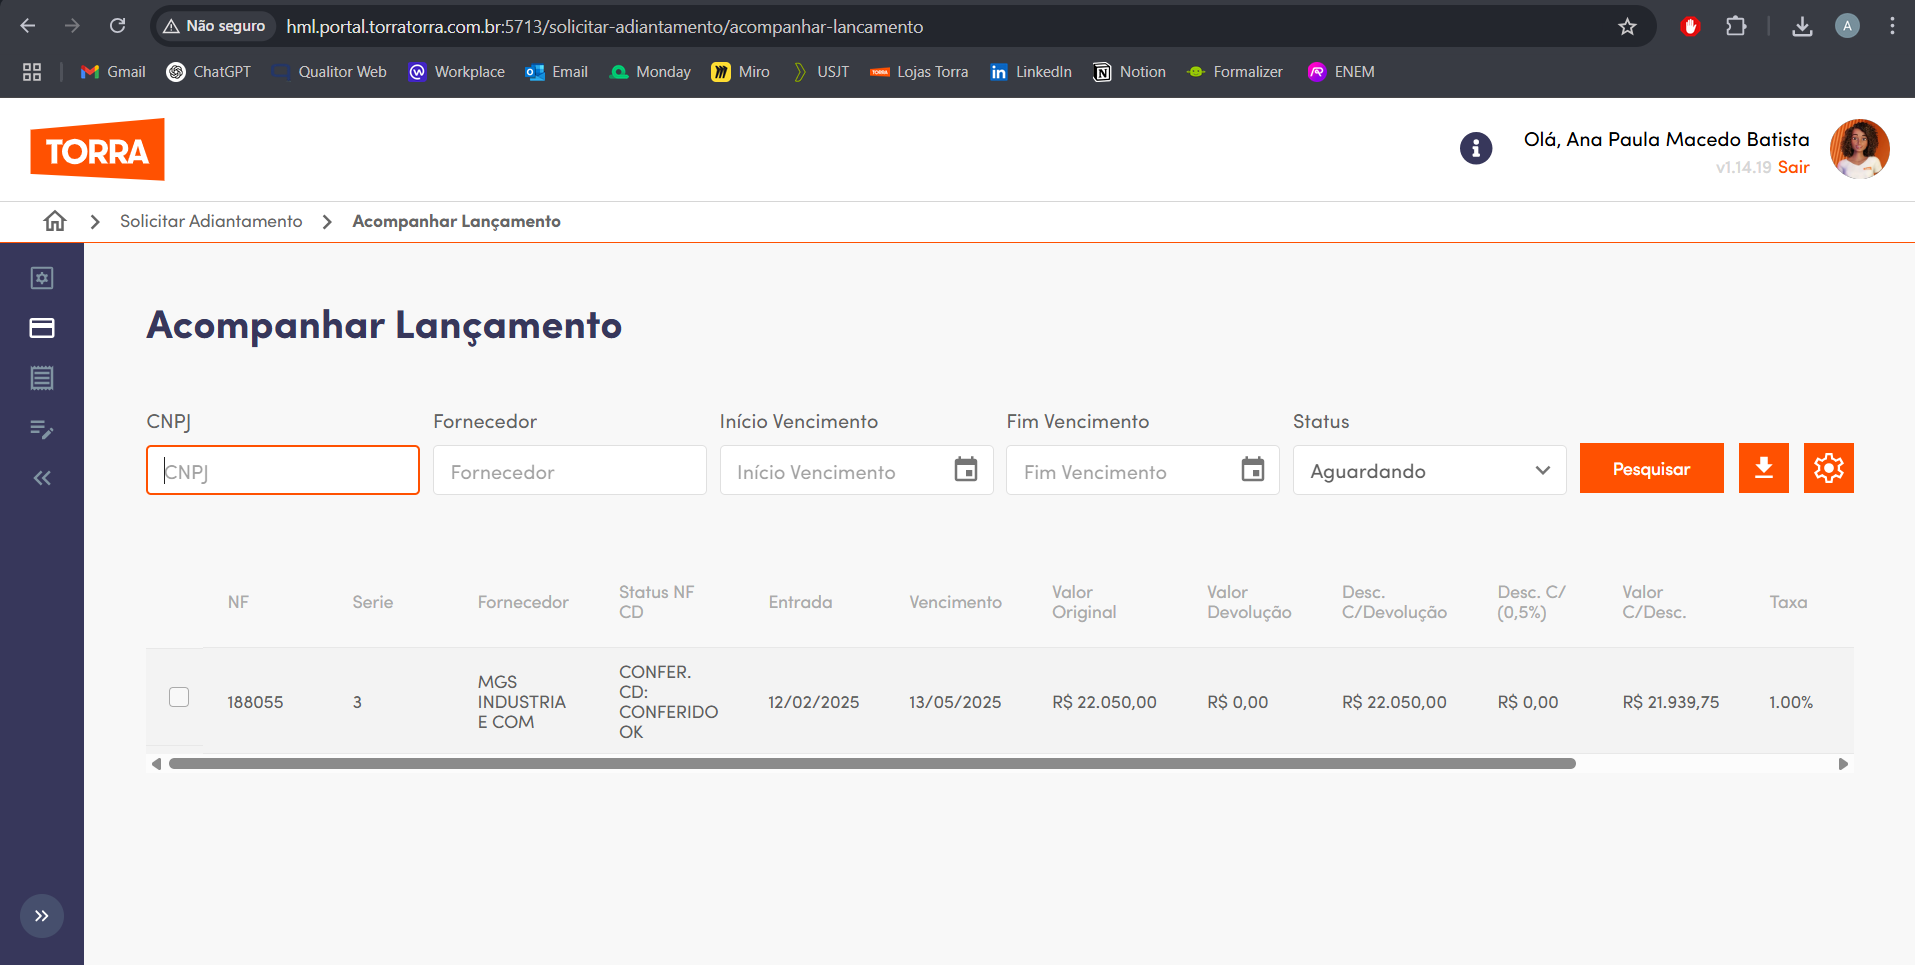 Não seguro
hml.portal.torratorra.com.br:5713/solicitar-adiantamento/acompanhar-lancamento
A
Gmail
ChatGPT
Qualitor Web
Workplace
Email
Monday
Miro
USJT
Lojas Torra
LinkedIn
Notion
Formalizer
ENEM
TORRA
Olá, Ana Paula Macedo Batista
v1.14.19 Sair
Solicitar Adiantamento
Acompanhar Lançamento
Acompanhar Lançamento
CNPJ
Fornecedor
Início Vencimento
Fim Vencimento
Status
CNPJ
Fornecedor
Início Vencimento
Fim Vencimento
Aguardando
Pesquisar
NF
Serie
Fornecedor
Status NF
CD
Entrada
Vencimento
Valor
Original
Valor
Devolução
Desc.
C/Devolução
Desc. C/
(0,5%)
Valor
C/Desc.
Taxa
188055
3
MGS
INDUSTRIA
E COM
CONFER.
CD:
CONFERIDO
OK
12/02/2025
13/05/2025
R$ 22.050,00
R$ 0,00
R$ 22.050,00
R$ 0,00
R$ 21.939,75
1.00%